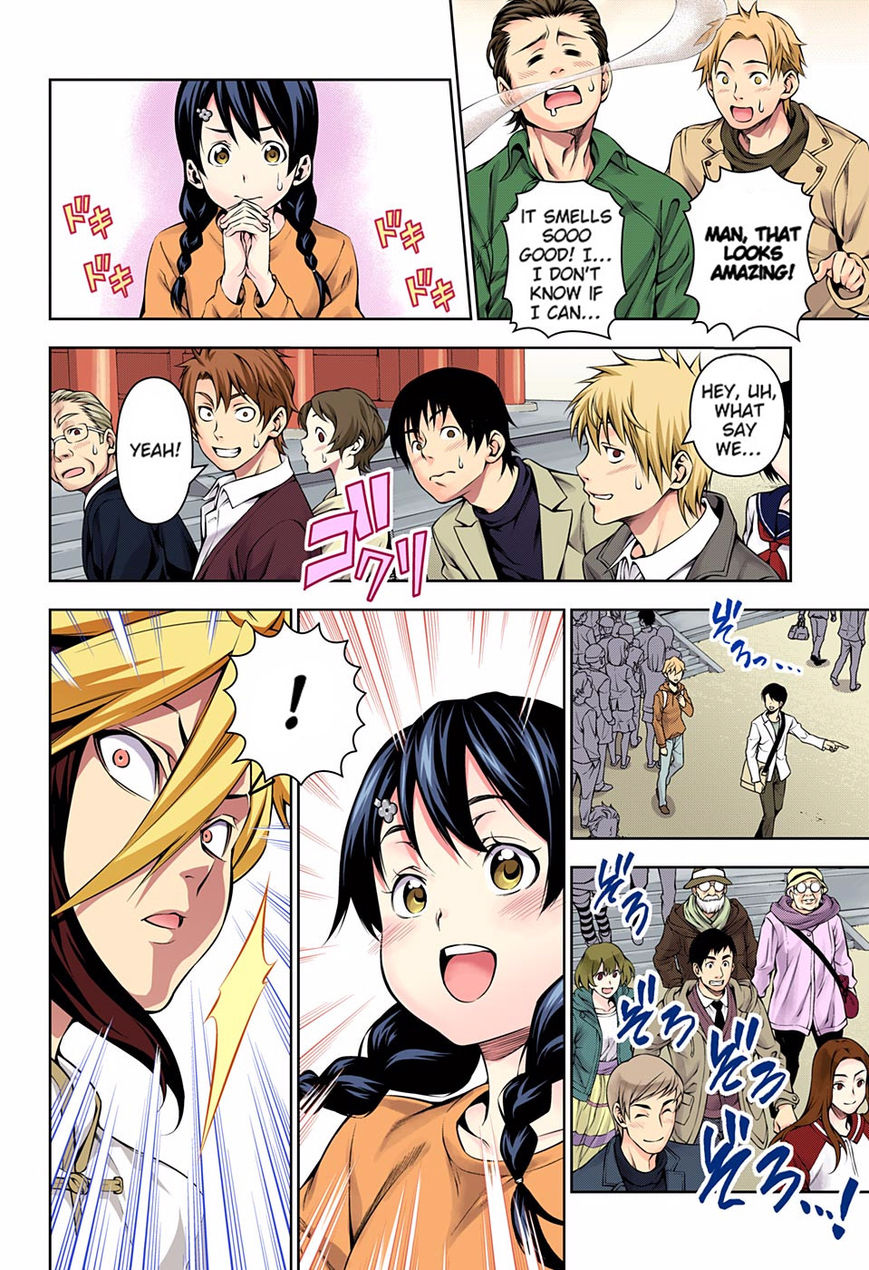 MAN, THAT
LOOKS
AMAZING!
IT SMELLS
SOOO
GOOD! I...
I DON'T
KNOW IF
I CAN...
ドキ
ドキ
ドキ
ドキ
HEY, UH,
WHAT
SAY
WE...
ゴクリ
YEAH!
ぞろっ...
ぞろ
ぞろ
ぞろ
ぞろ...!
!